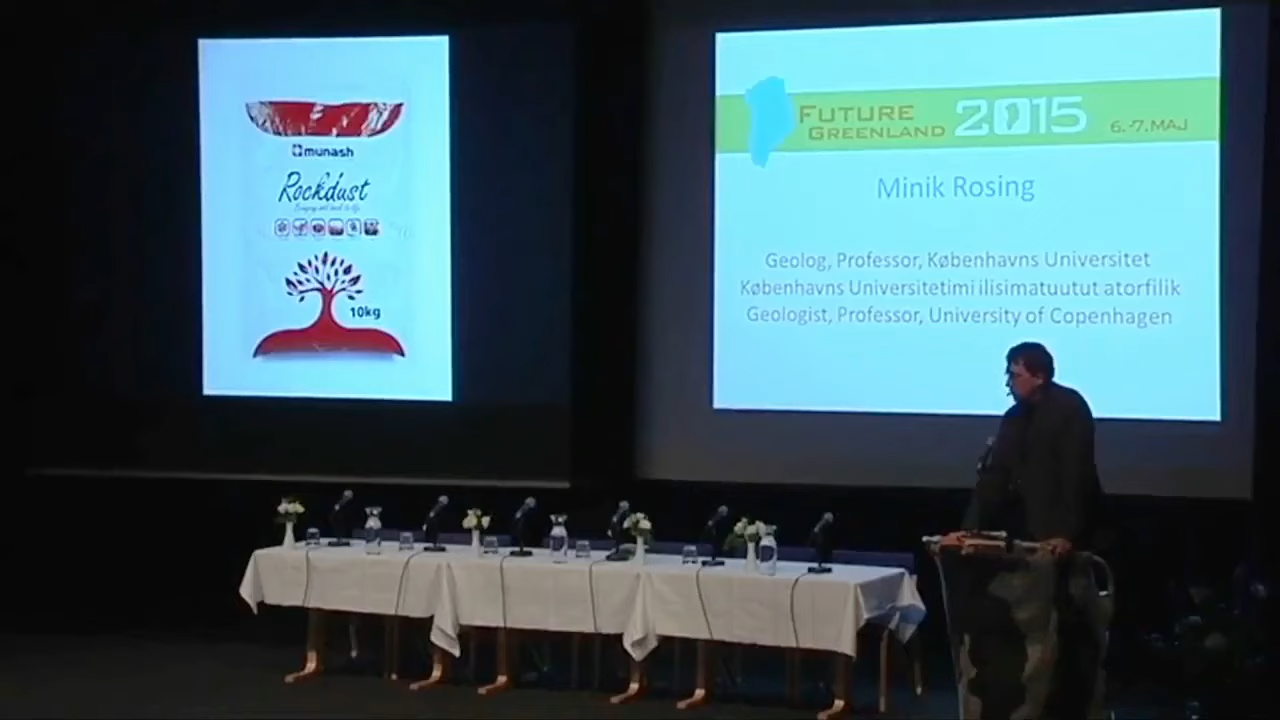 munash
Rockdust
10kg
FUTURE
GREENLAND
2015
6.-7.MAJ
Minik Rosing
Geolog, Professor, Københavns Universitet
Københavns Universitetimi ilisimatuutut atorfilik
Geologist, Professor, University of Copenhagen